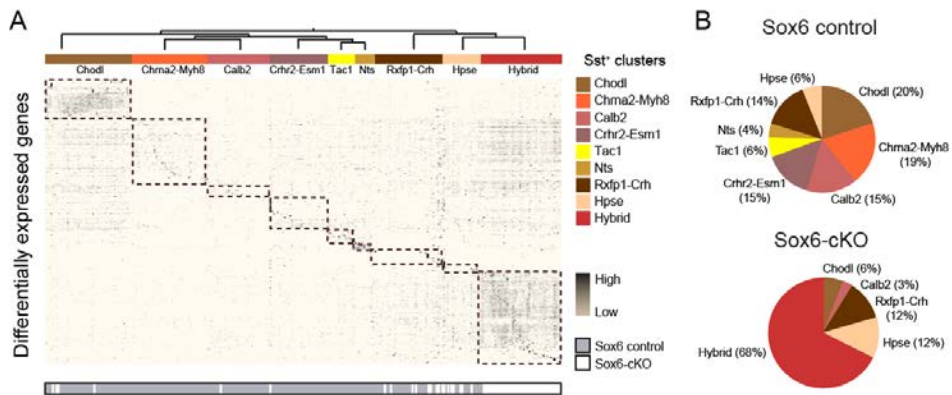 A
Chodl Chrna2-Myh8 Calb2 Crhr2-Esm1 Tac1 Nts Rxfp1-Crh Hpse Hybrid
Differentially expressed genes
Sst⁺ clusters
Chodl
Chrna2-Myh8
Calb2
Crhr2-Esm1
Tac1
Nts
Rxfp1-Crh
Hpse
Hybrid
High
Low
Sox6 control
Sox6-cKO
B
Sox6 control
Hpse (6%)
Chodl (20%)
Rxfp1-Crh (14%)
Nts (4%)
Tac1 (6%)
Chrna2-Myh8
(19%)
Crhr2-Esm1
(15%)
Calb2 (15%)
Sox6-cKO
Chodl (6%)
Calb2 (3%)
Rxfp1-Crh
(12%)
Hpse (12%)
Hybrid (68%)